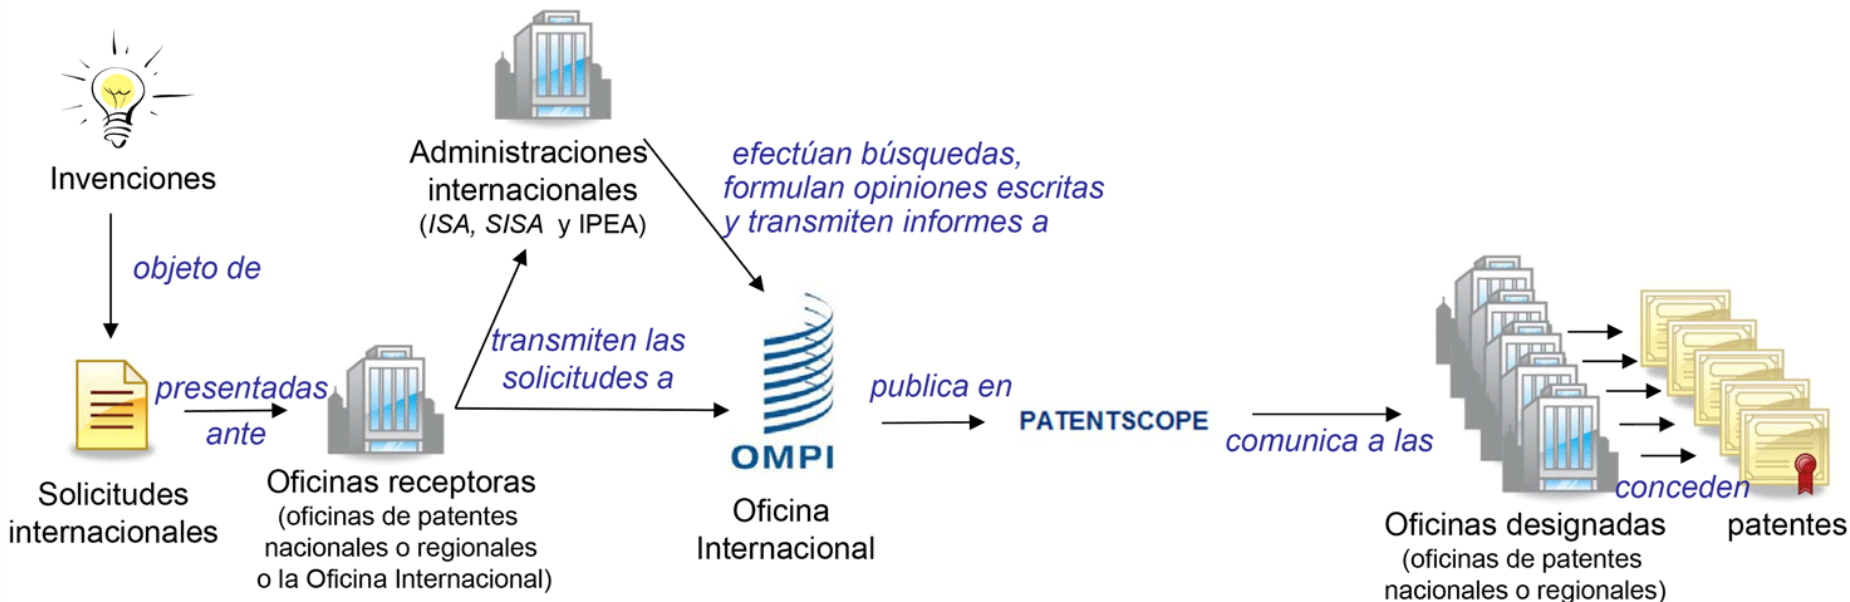 Invenciones
objeto de
Solicitudes
internacionales
presentadas
ante
Oficinas receptoras
(oficinas de patentes
nacionales o regionales
o la Oficina Internacional)
transmiten las
solicitudes a
Administraciones
internacionales
(ISA, SISA y IPEA)
efectúan búsquedas,
formulan opiniones escritas
y transmiten informes a
OMPI
Oficina
Internacional
publica en
PATENTSCOPE
comunica a las
Oficinas designadas
(oficinas de patentes
nacionales o regionales)
conceden
patentes